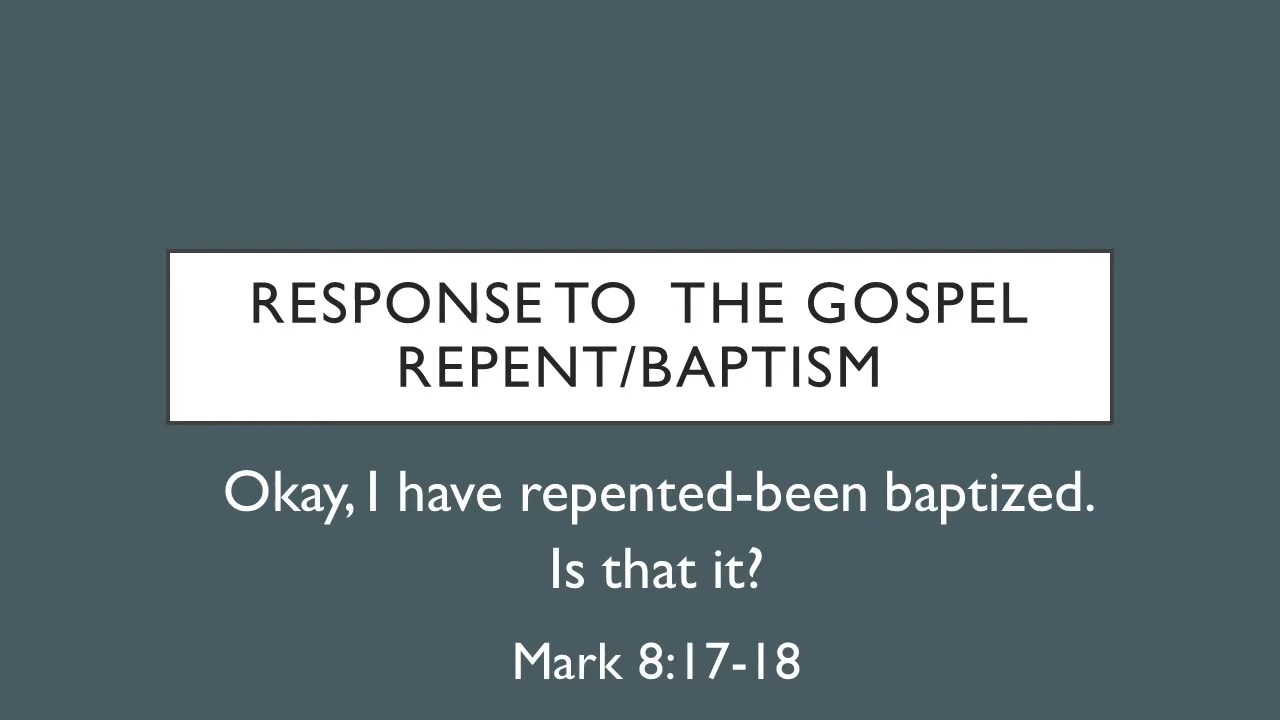 RESPONSE TO THE GOSPEL
REPENT/BAPTISM
Okay, I have repented-been baptized.
Is that it?
Mark 8:17-18